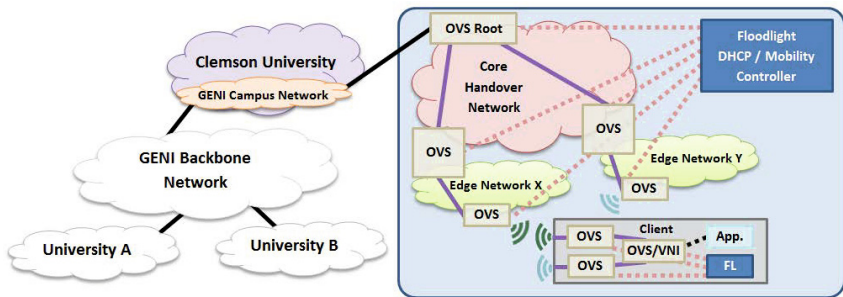 OVS Root
Floodlight
DHCP / Mobility
Controller
Clemson University
GENI Campus Network
Core
Handover
Network
OVS
OVS
GENI Backbone
Network
Edge Network X
Edge Network Y
OVS
OVS
University A
University B
Client
OVS
OVS/VNI
App.
OVS
FL